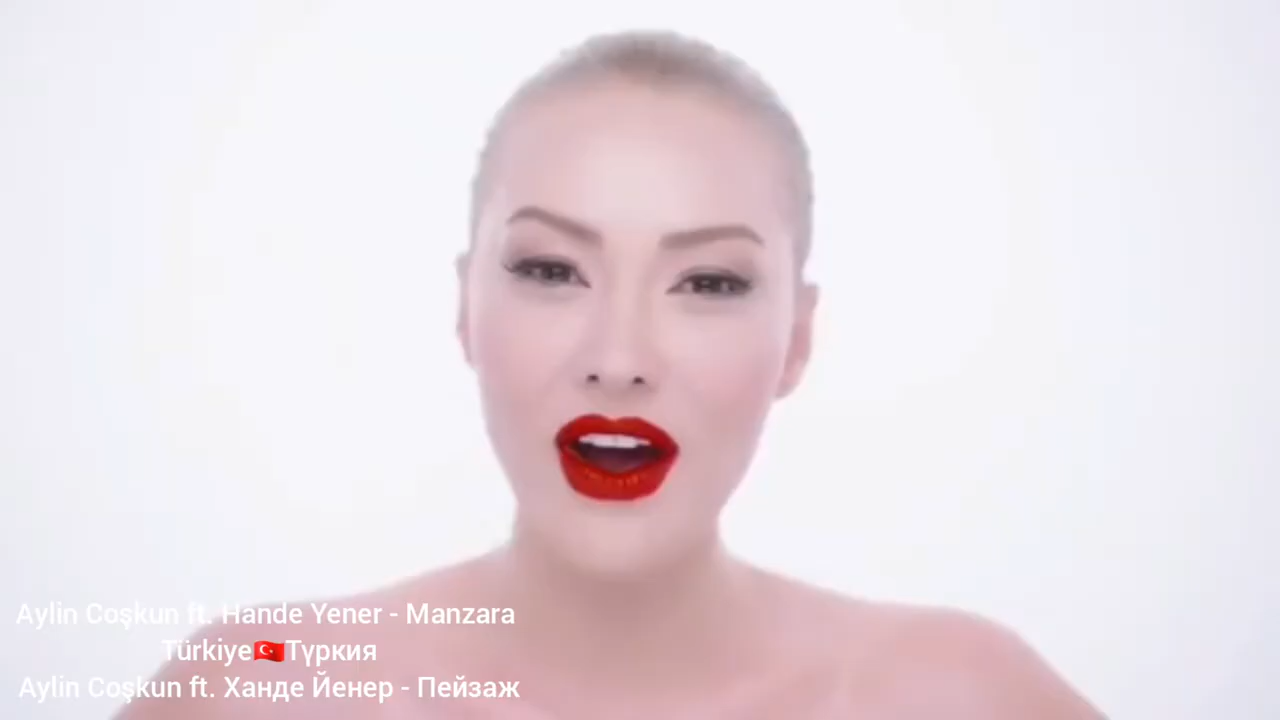 Aylin Coşkun ft. Hande Yener - Manzara
Türkiye🇹🇷Түркия
Aylin Coşkun ft. Ханде Йенер - Пейзаж